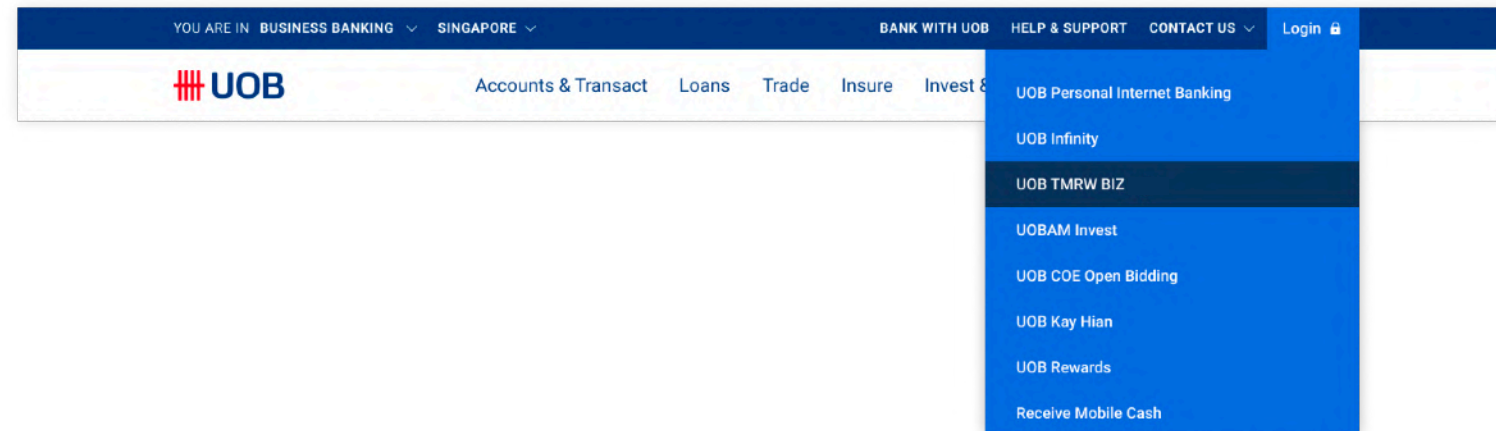 YOU ARE IN BUSINESS BANKING SINGAPORE BANK WITH UOB HELP & SUPPORT CONTACT US Login
UOB Accounts & Transact Loans Trade Insure Invest &
UOB Personal Internet Banking
UOB Infinity
UOB TMRW BIZ
UOBAM Invest
UOB COE Open Bidding
UOB Kay Hian
UOB Rewards
Receive Mobile Cash